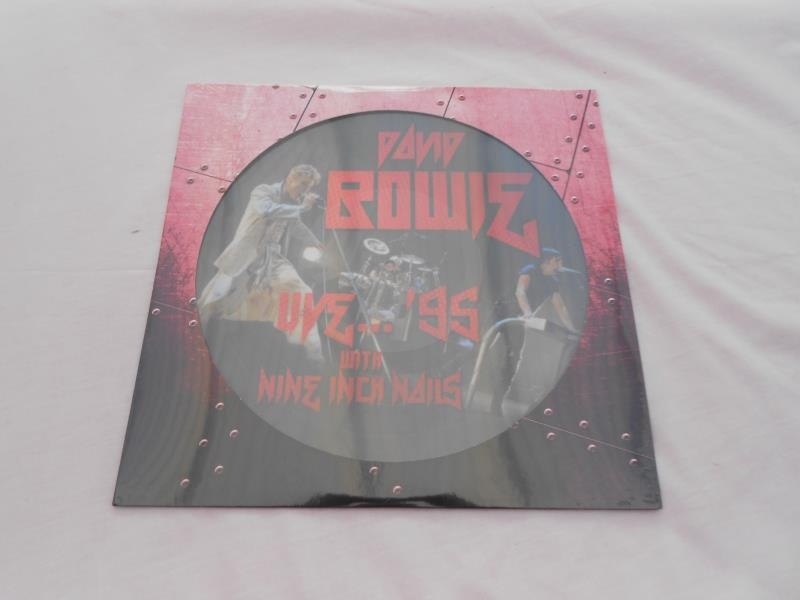 DAVID
BOWIE
LIVE... '95
WITH
NINE INCH NAILS